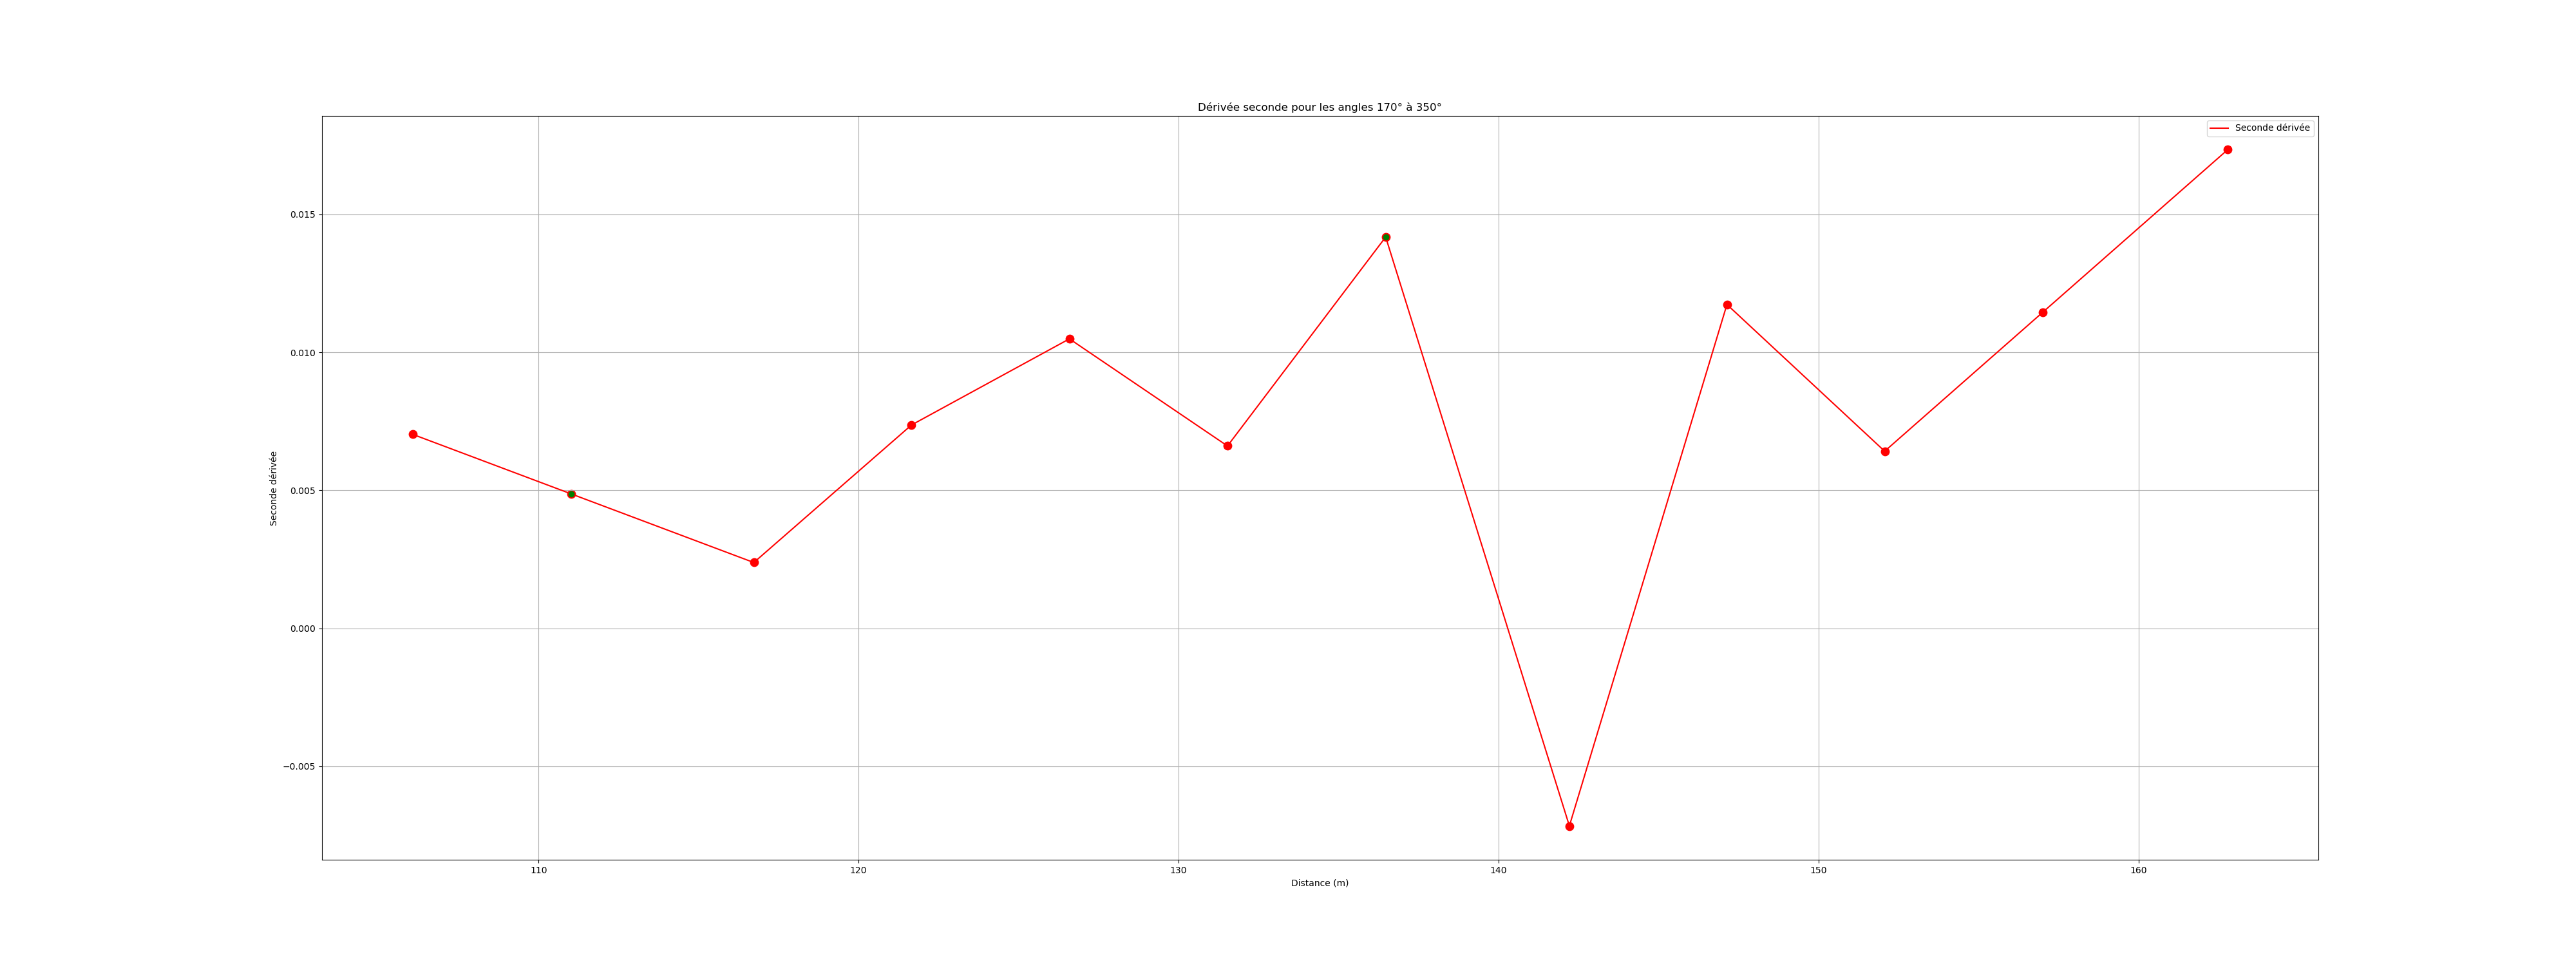 Dérivée seconde pour les angles 170° à 350°
Seconde dérivée
0.015
0.010
0.005
0.000
−0.005
Seconde dérivée
110
120
130
140
150
160
Distance (m)